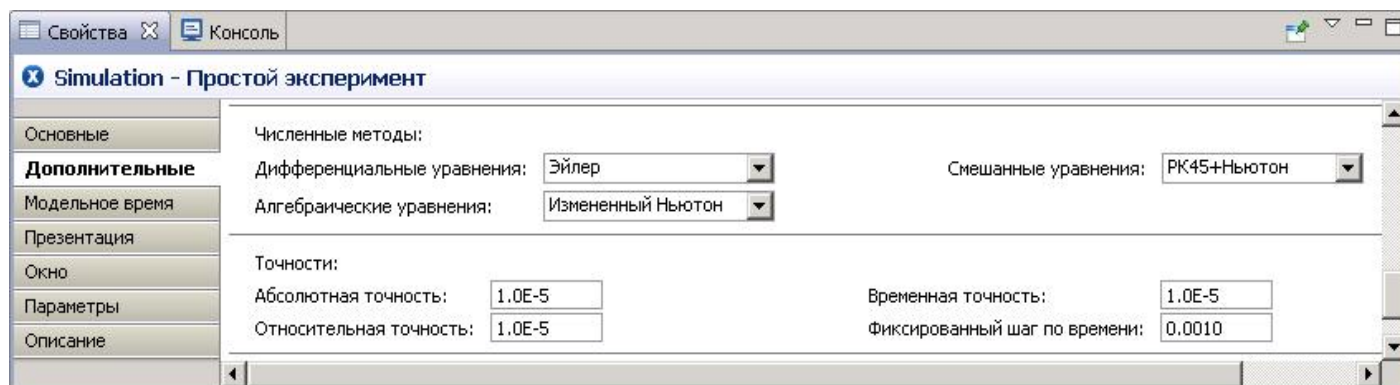 Свойства Консоль
Simulation - Простой эксперимент
Основные
Дополнительные
Модельное время
Презентация
Окно
Параметры
Описание
Численные методы:
Дифференциальные уравнения: Эйлер Смешанные уравнения: РК45+Ньютон
Алгебраические уравнения: Измененный Ньютон
Точности:
Абсолютная точность: 1.0E-5 Временная точность: 1.0E-5
Относительная точность: 1.0E-5 Фиксированный шаг по времени: 0.0010